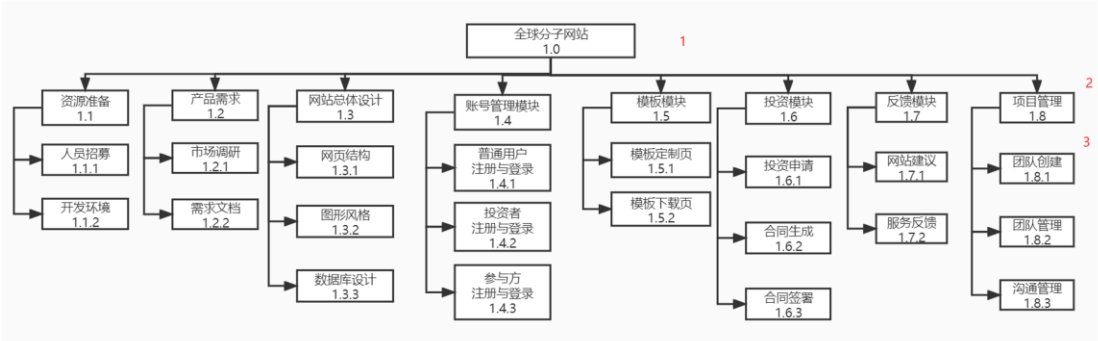 全球分子网站
1.0
1
2
资源准备
1.1
产品需求
1.2
网站总体设计
1.3
账号管理模块
1.4
模板模块
1.5
投资模块
1.6
反馈模块
1.7
项目管理
1.8
3
人员招募
1.1.1
开发环境
1.1.2
市场调研
1.2.1
需求文档
1.2.2
网页结构
1.3.1
图形风格
1.3.2
数据库设计
1.3.3
普通用户
注册与登录
1.4.1
投资者
注册与登录
1.4.2
参与方
注册与登录
1.4.3
模板定制页
1.5.1
模板下载页
1.5.2
投资申请
1.6.1
合同生成
1.6.2
合同签署
1.6.3
网站建议
1.7.1
服务反馈
1.7.2
团队创建
1.8.1
团队管理
1.8.2
沟通管理
1.8.3